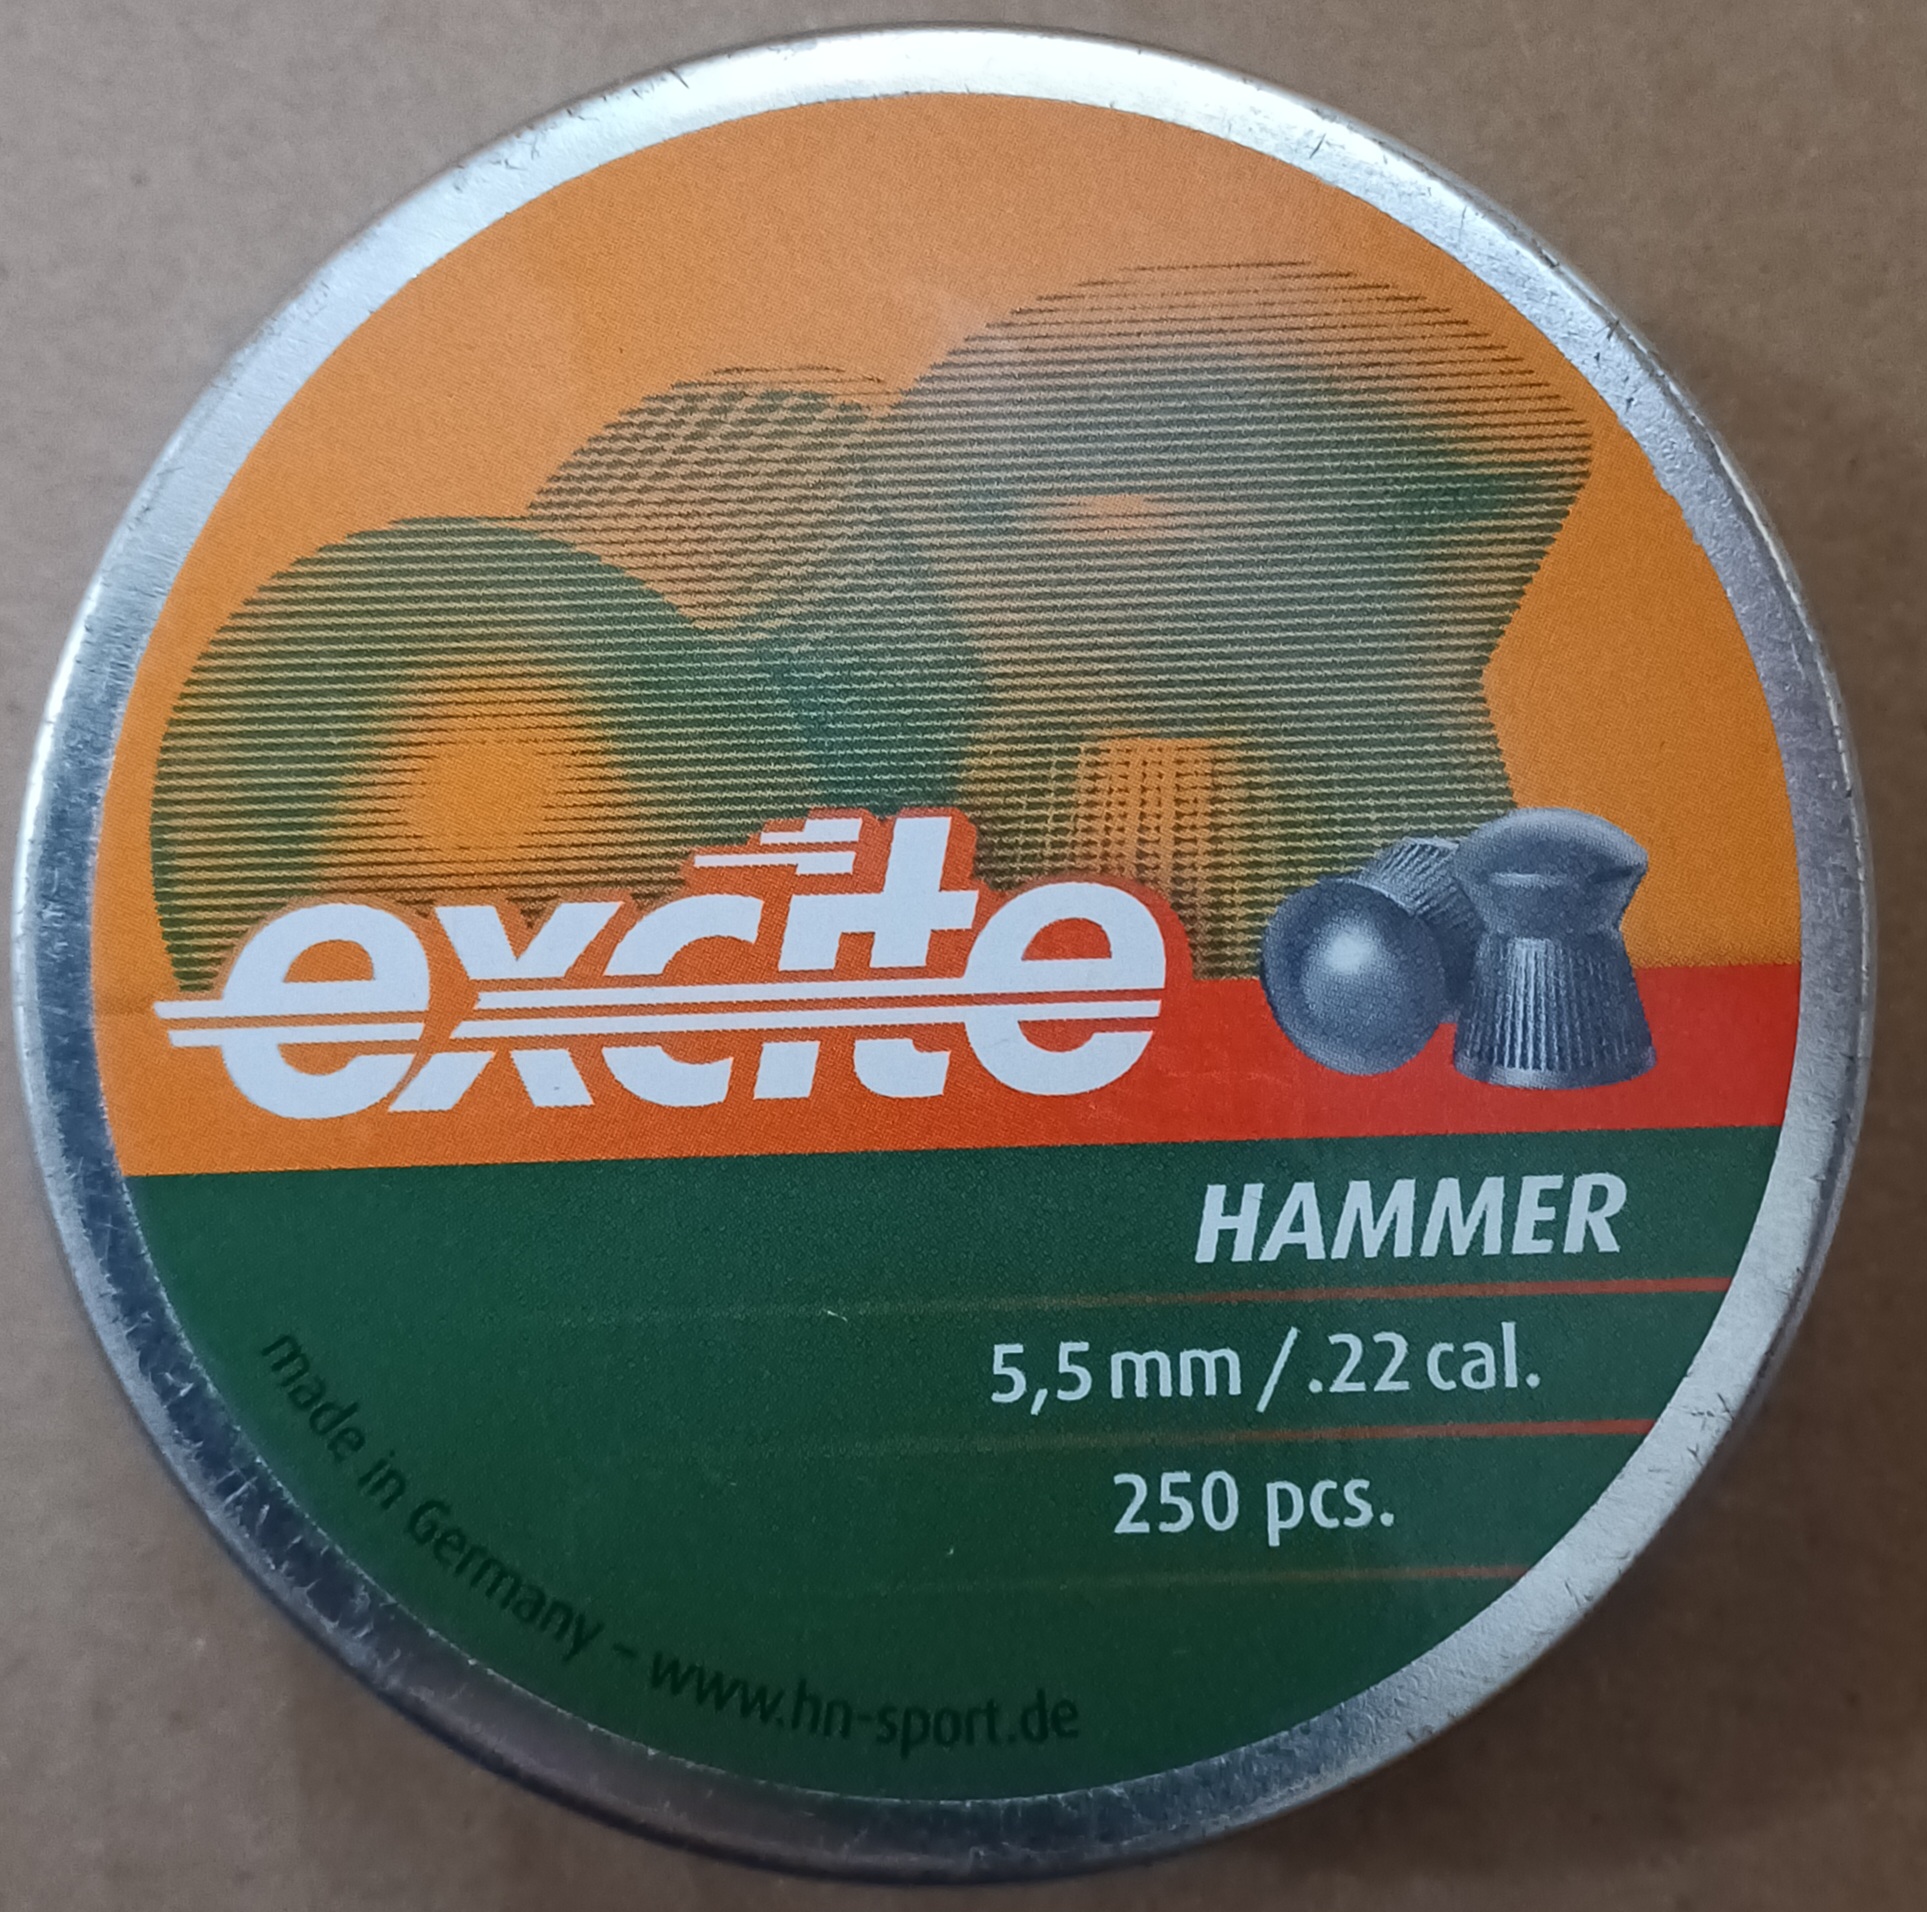 excite
HAMMER
5,5 mm / .22 cal.
250 pcs.
made in Germany – www.hn-sport.de